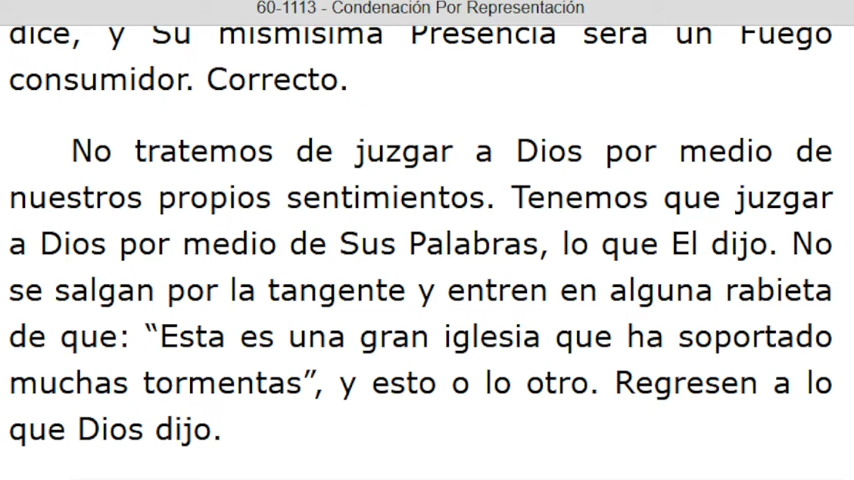 60-1113 - Condenación Por Representación
dice, y Su mismísima Presencia será un Fuego
consumidor. Correcto.
No tratemos de juzgar a Dios por medio de
nuestros propios sentimientos. Tenemos que juzgar
a Dios por medio de Sus Palabras, lo que El dijo. No
se salgan por la tangente y entren en alguna rabieta
de que: “Esta es una gran iglesia que ha soportado
muchas tormentas”, y esto o lo otro. Regresen a lo
que Dios dijo.